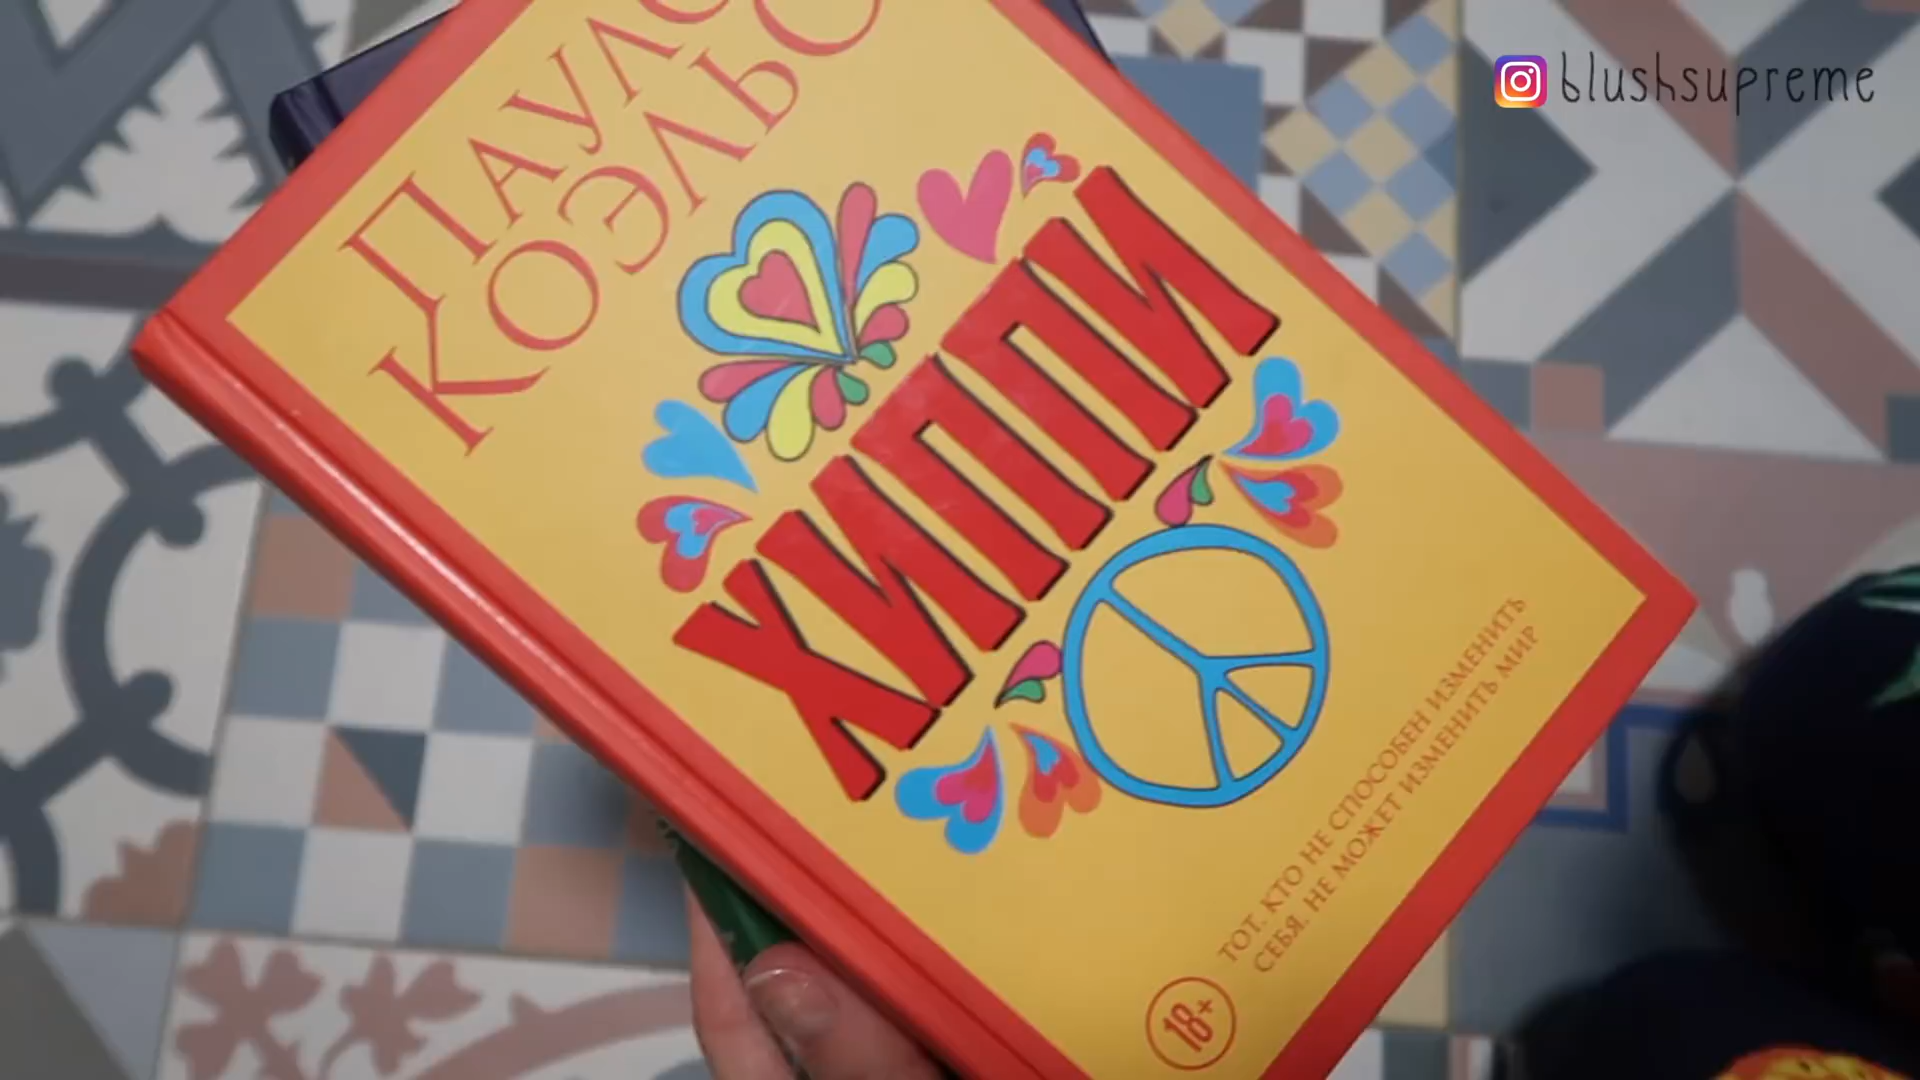 ПАУЛО
КОЭЛЬО
ХИППИ
ТОТ, КТО НЕ СПОСОБЕН ИЗМЕНИТЬ
СЕБЯ, НЕ МОЖЕТ ИЗМЕНИТЬ МИР
18+
blushsupreme